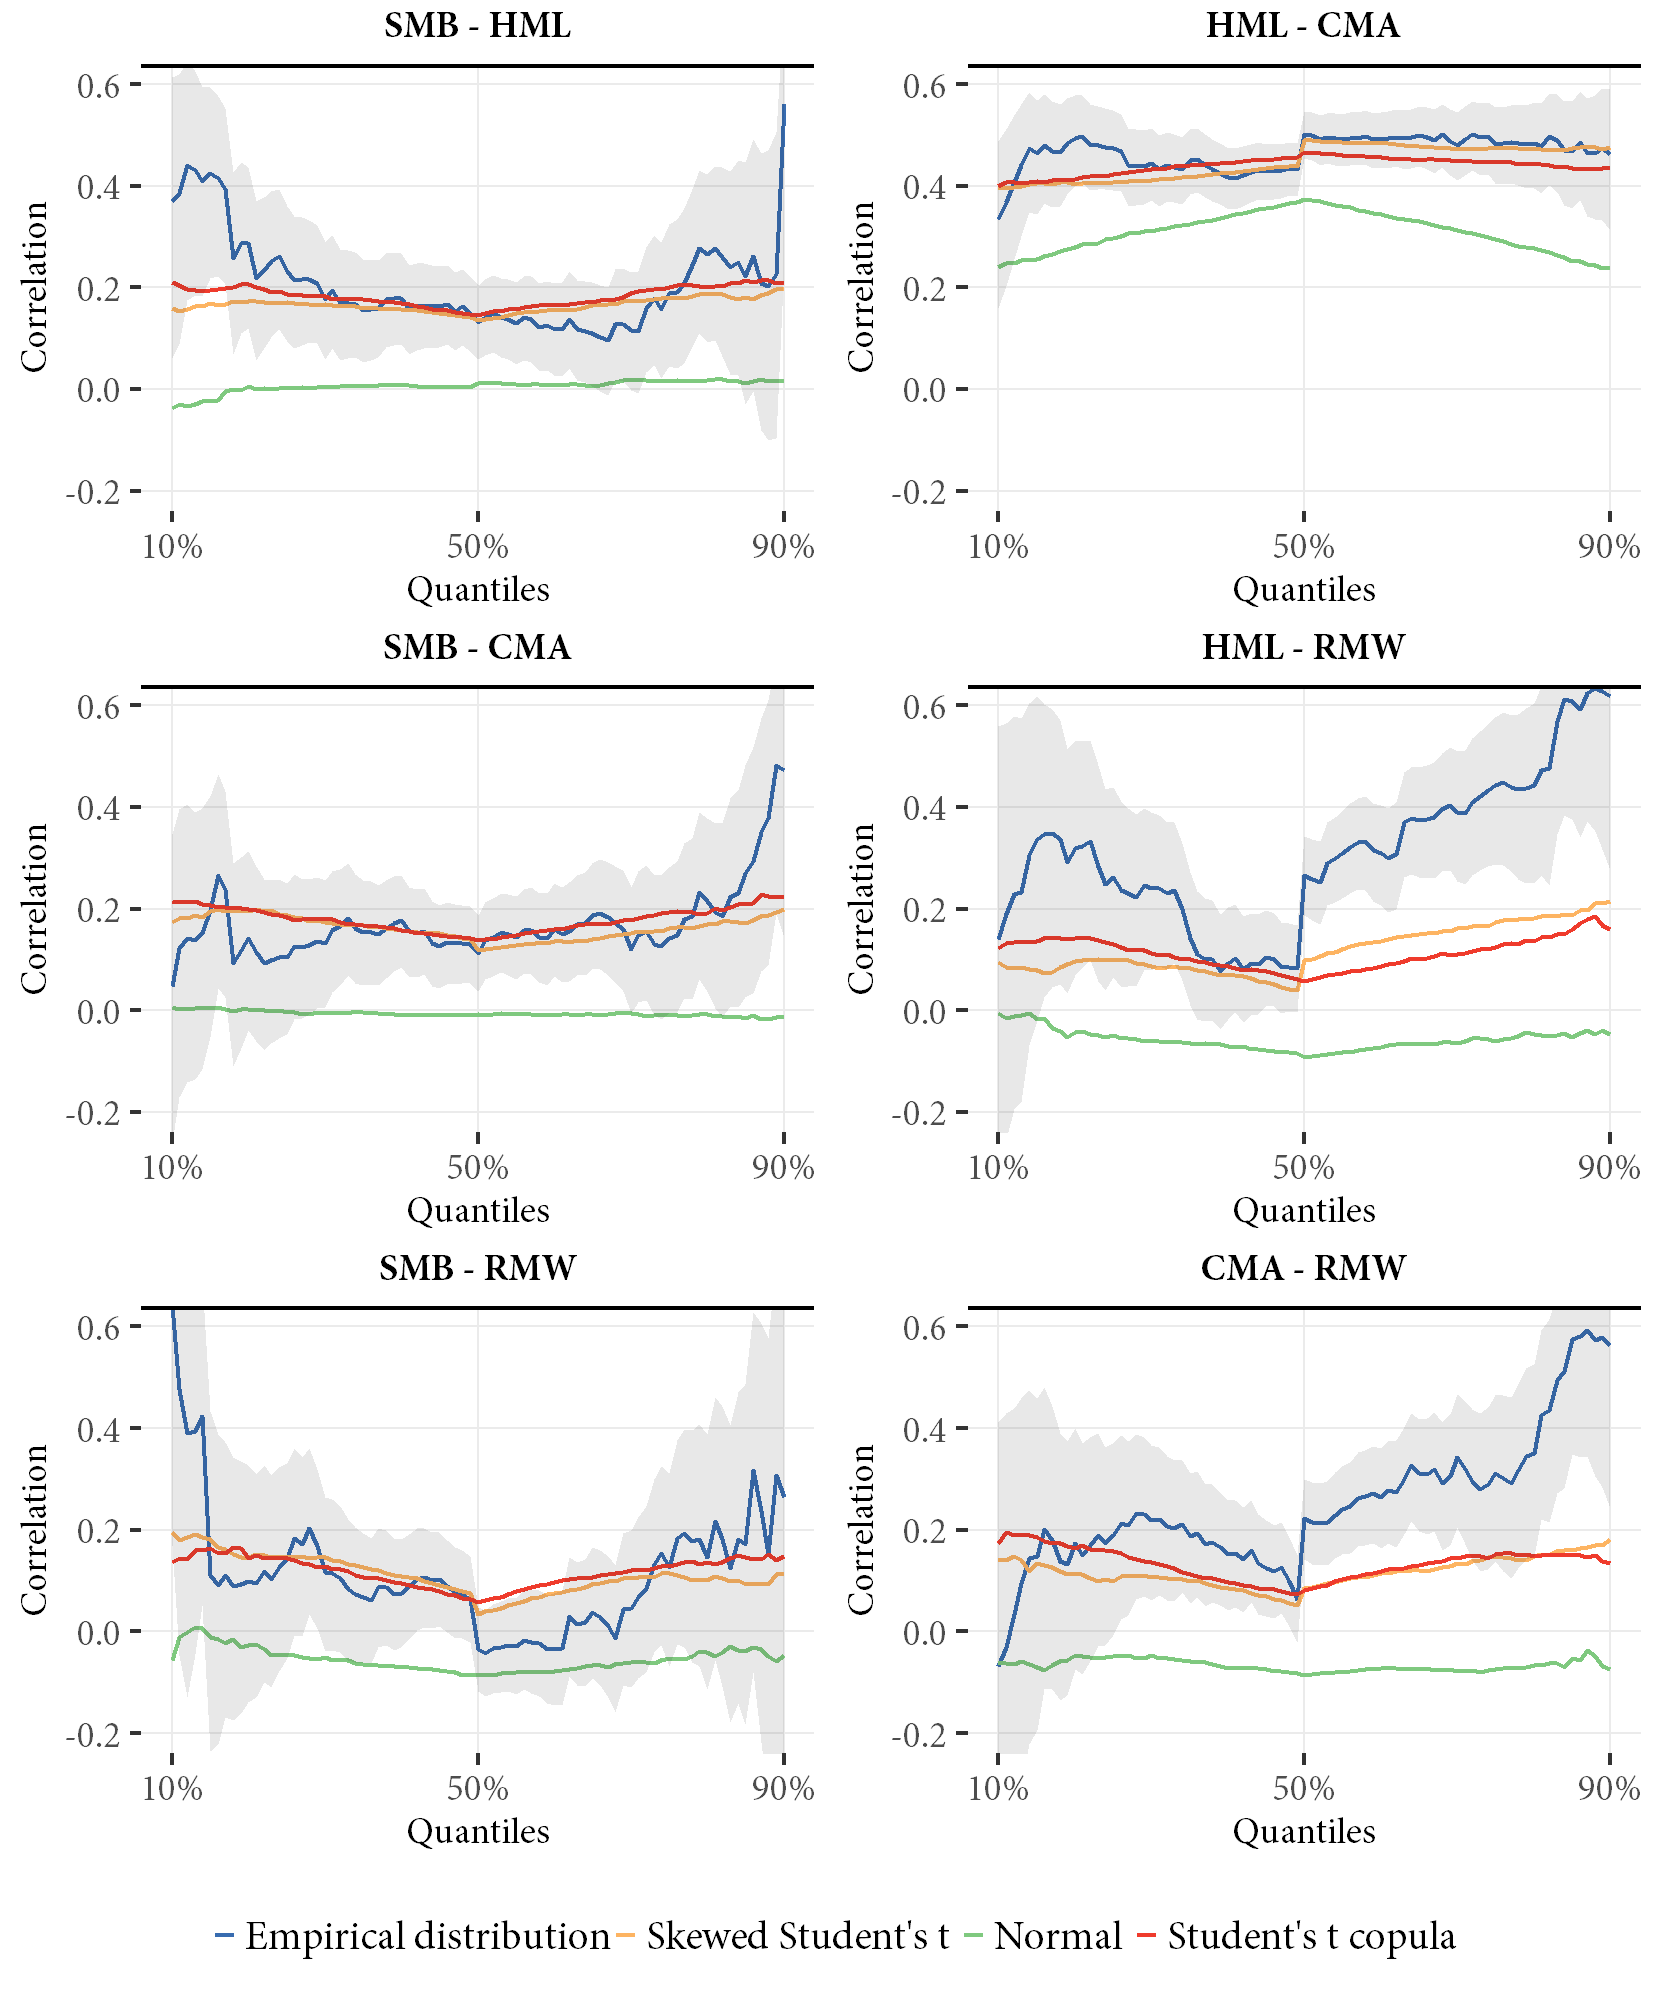 SMB - HML
HML - CMA
0.6
0.4
0.2
0.0
-0.2
Correlation
10% 50% 90%
Quantiles
0.6
0.4
0.2
0.0
-0.2
Correlation
10% 50% 90%
Quantiles
SMB - CMA
HML - RMW
0.6
0.4
0.2
0.0
-0.2
Correlation
10% 50% 90%
Quantiles
0.6
0.4
0.2
0.0
-0.2
Correlation
10% 50% 90%
Quantiles
SMB - RMW
CMA - RMW
0.6
0.4
0.2
0.0
-0.2
Correlation
10% 50% 90%
Quantiles
0.6
0.4
0.2
0.0
-0.2
Correlation
10% 50% 90%
Quantiles
Empirical distribution Skewed Student's t Normal Student's t copula